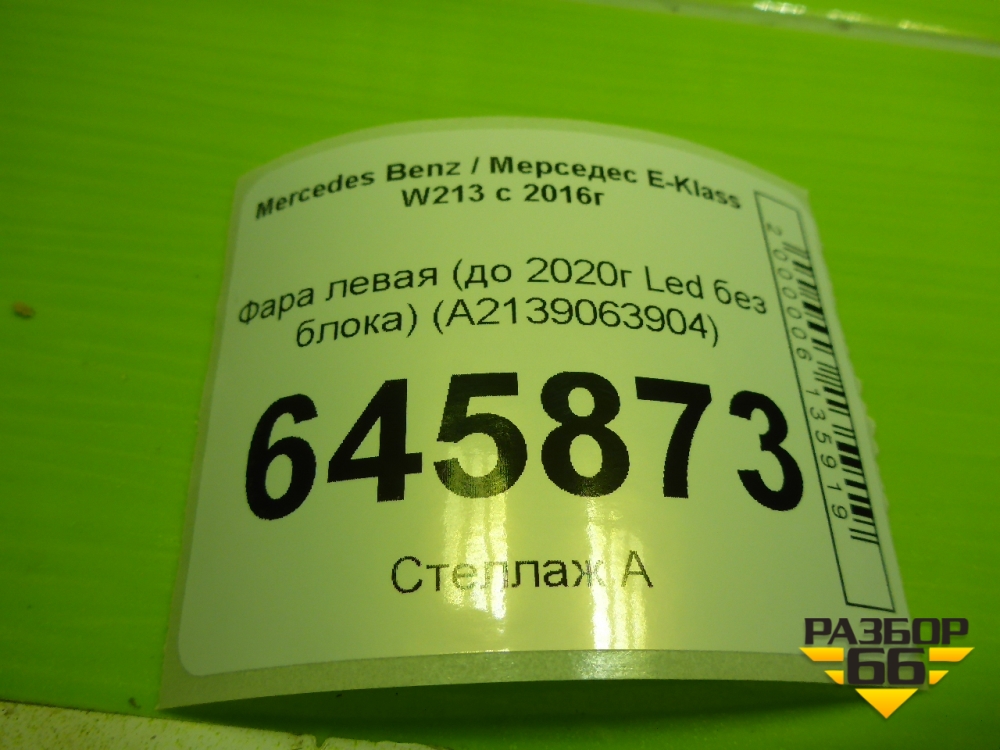 Mercedes Benz / Мерседес E-Klass
W213 с 2016г
Фара левая (до 2020г Led без
блока) (A2139063904)
645873
Стеллаж А
2000006135919
РАЗБОР
66